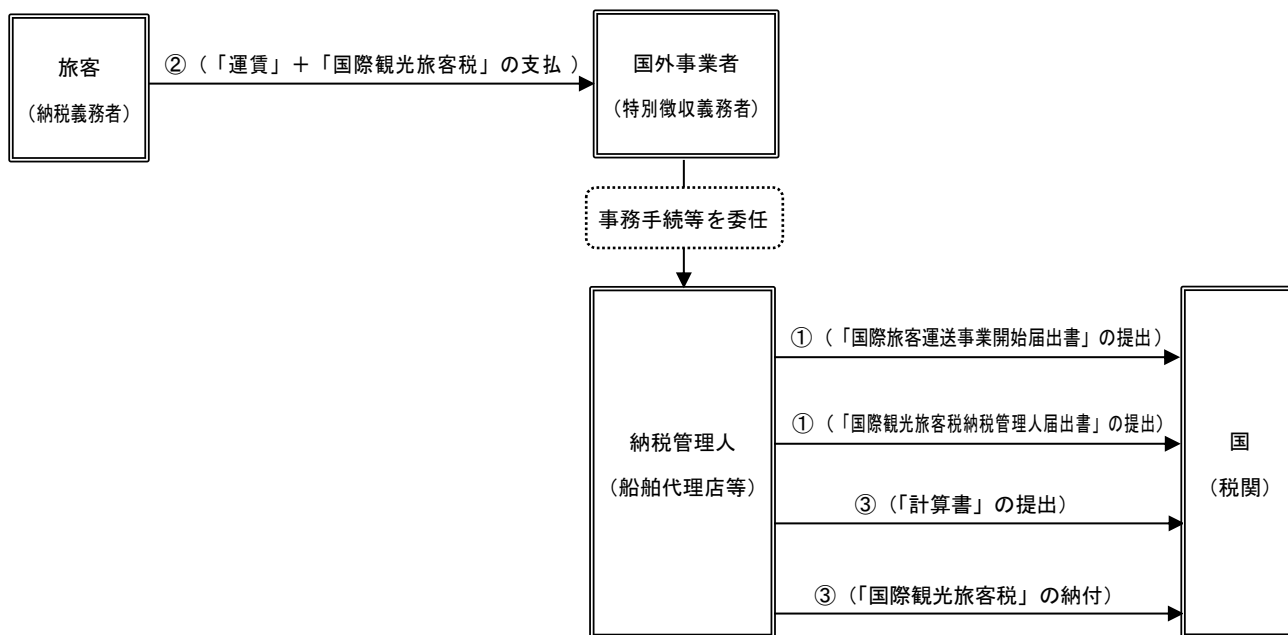 旅客
（納税義務者）
②（「運賃」＋「国際観光旅客税」の支払 ）
国外事業者
（特別徴収義務者）
事務手続等を委任
納税管理人
（船舶代理店等）
①（「国際旅客運送事業開始届出書」の提出）
①（「国際観光旅客税納税管理人届出書」の提出）
③（「計算書」の提出）
③（「国際観光旅客税」の納付）
国
（税関）